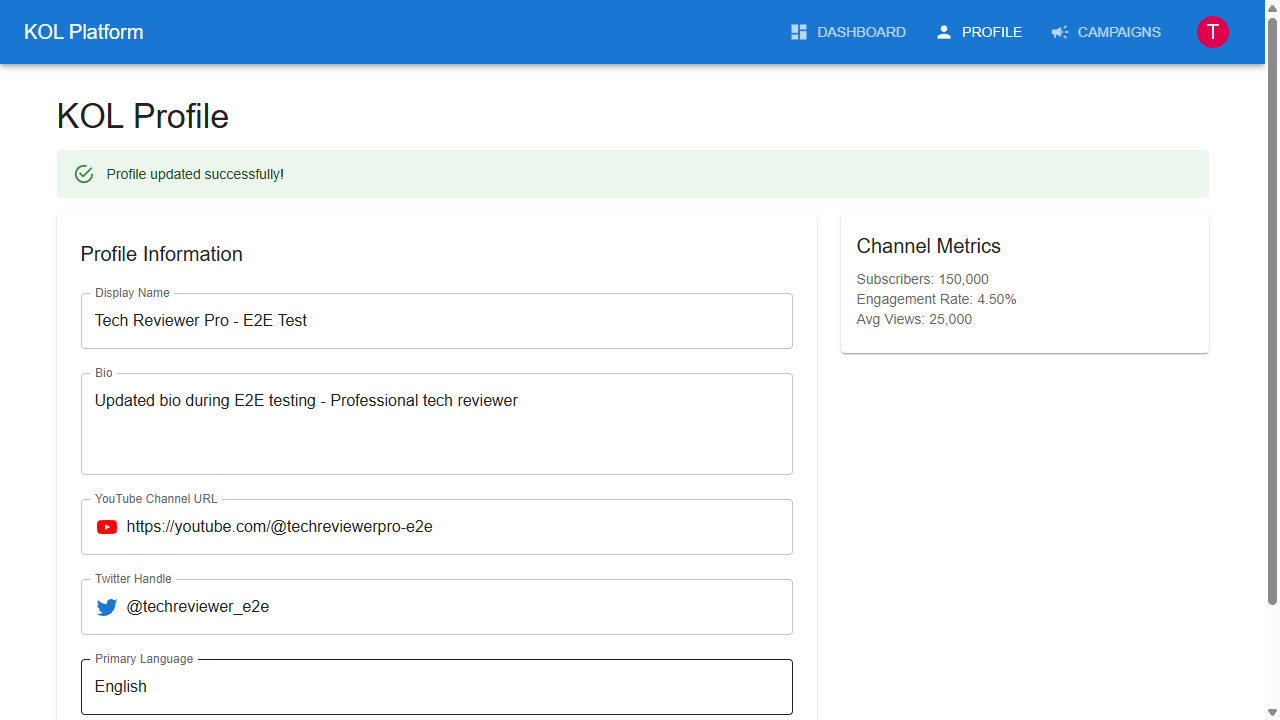 KOL Platform
DASHBOARD
PROFILE
CAMPAIGNS
T
KOL Profile
Profile updated successfully!
Profile Information
Display Name
Tech Reviewer Pro - E2E Test
Bio
Updated bio during E2E testing - Professional tech reviewer
YouTube Channel URL
https://youtube.com/@techreviewerpro-e2e
Twitter Handle
@techreviewer_e2e
Primary Language
English
Channel Metrics
Subscribers: 150,000
Engagement Rate: 4.50%
Avg Views: 25,000